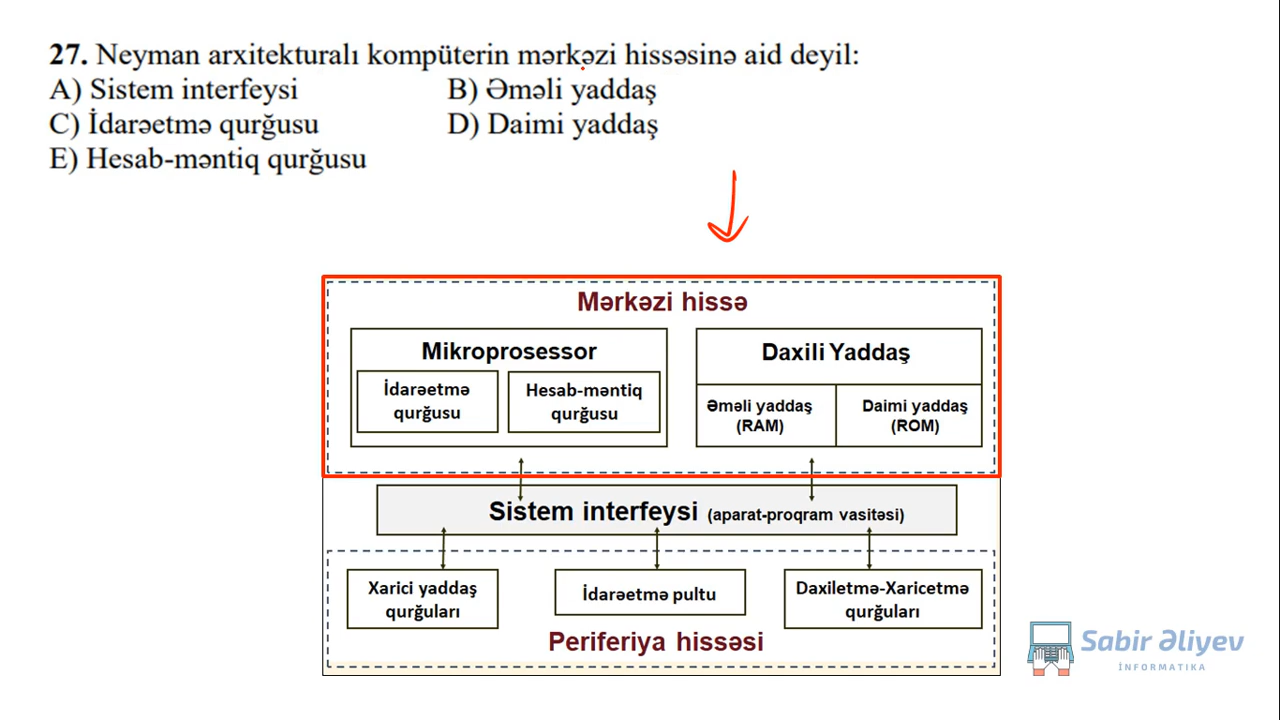 27. Neyman arxitekturalı kompüterin mərkəzi hissəsinə aid deyil:
A) Sistem interfeysi B) Əməli yaddaş
C) İdarəetmə qurğusu D) Daimi yaddaş
E) Hesab-məntiq qurğusu
Mərkəzi hissə
Mikroprosessor
İdarəetmə
qurğusu
Hesab-məntiq
qurğusu
Daxili Yaddaş
Əməli yaddaş
(RAM)
Daimi yaddaş
(ROM)
Sistem interfeysi (aparat-proqram vasitəsi)
Xarici yaddaş
qurğuları
İdarəetmə pultu
Daxiletmə-Xaricetmə
qurğuları
Periferiya hissəsi
Sabir Əliyev
İNFORMATIKA